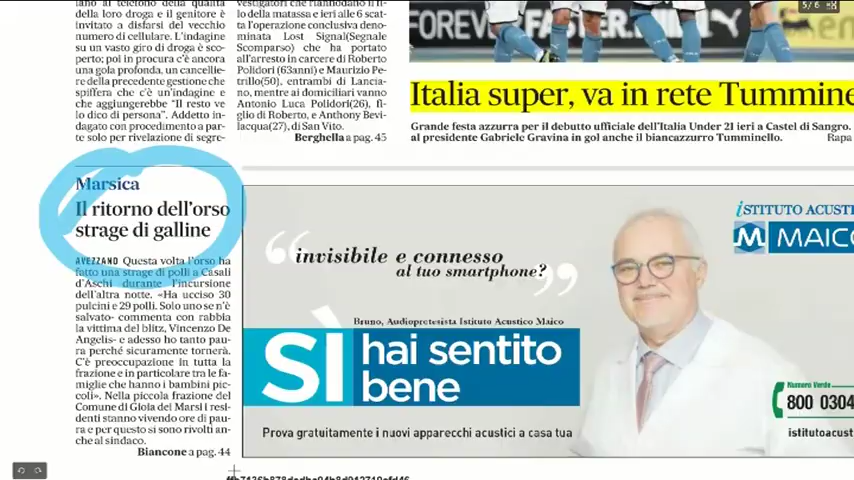 lano al telefono della qualità
della loro droga e il genitore è
invitato a disfarsi del vecchio
numero di cellulare. L'indagine
su un vasto giro di droga è sco-
perto; poi in procura c'è ancora
una gola profonda, un cancellie-
re della precedente gestione che
spiffera che c'è un'indagine e
che aggiungerebbe "Il resto ve
lo dico di persona". Addetto in-
dagato con procedimento a par-
te solo per rivelazione di segre-
vestigatori che riannodano il fi-
lo della matassa e ieri alle 6 scat-
ta l'operazione conclusiva deno-
minata Lost Signal(Segnale
Scomparso) che ha portato
all'arresto in carcere di Roberto
Polidori (63anni) e Maurizio Pe-
trillo(50), entrambi di Lancia-
no, mentre ai domiciliari vanno
Antonio Luca Polidori(26), fi-
glio di Roberto, e Anthony Bevi-
lacqua(27), di San Vito.
Berghella a pag. 45
FOREVER FASTER.
5/6
Italia super, va in rete Tummine
Grande festa azzurra per il debutto ufficiale dell'Italia Under 21 ieri a Castel di Sangro.
al presidente Gabriele Gravina in gol anche il biancazzurro Tumminello.
Rapa
Marsica
Il ritorno dell'orso
strage di galline
AVEZZANO Questa volta l'orso ha
fatto una strage di polli a Casali
d'Aschi durante l'incursione
dell'altra notte. «Ha ucciso 30
pulcini e 29 polli. Solo uno se n'è
salvato- commenta con rabbia
la vittima del blitz, Vincenzo De
Angelis- e adesso ho tanto pau-
ra perché sicuramente tornerà.
C'è preoccupazione in tutta la
frazione e in particolare tra le fa-
miglie che hanno i bambini pic-
coli». Nella piccola frazione del
Comune di Gioia dei Marsi i resi-
denti stanno vivendo ore di pau-
ra e per questo si sono rivolti an-
che al sindaco.
Biancone a pag. 44
“invisibile e connesso
al tuo smartphone?”
Bruno, Audioprotesista Istituto Acustico Maico
SÌ hai sentito
bene
Prova gratuitamente i nuovi apparecchi acustici a casa tua
iSTITUTO ACUSTI
MAICO
Numero Verde
800 0304
istitutoacust